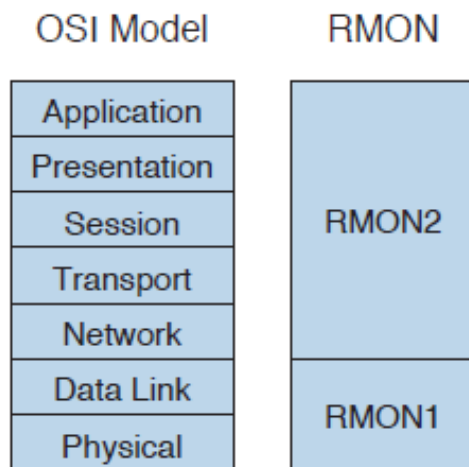 OSI Model
RMON
Application
Presentation
Session
Transport
Network
Data Link
Physical
RMON2
RMON1